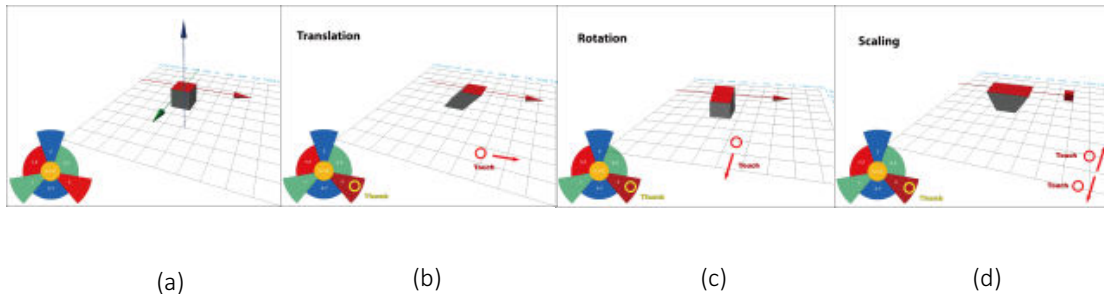 Translation
Rotation
Scaling
Touch
Thumb
Touch
Thumb
Touch
Touch
Thumb
(a)
(b)
(c)
(d)